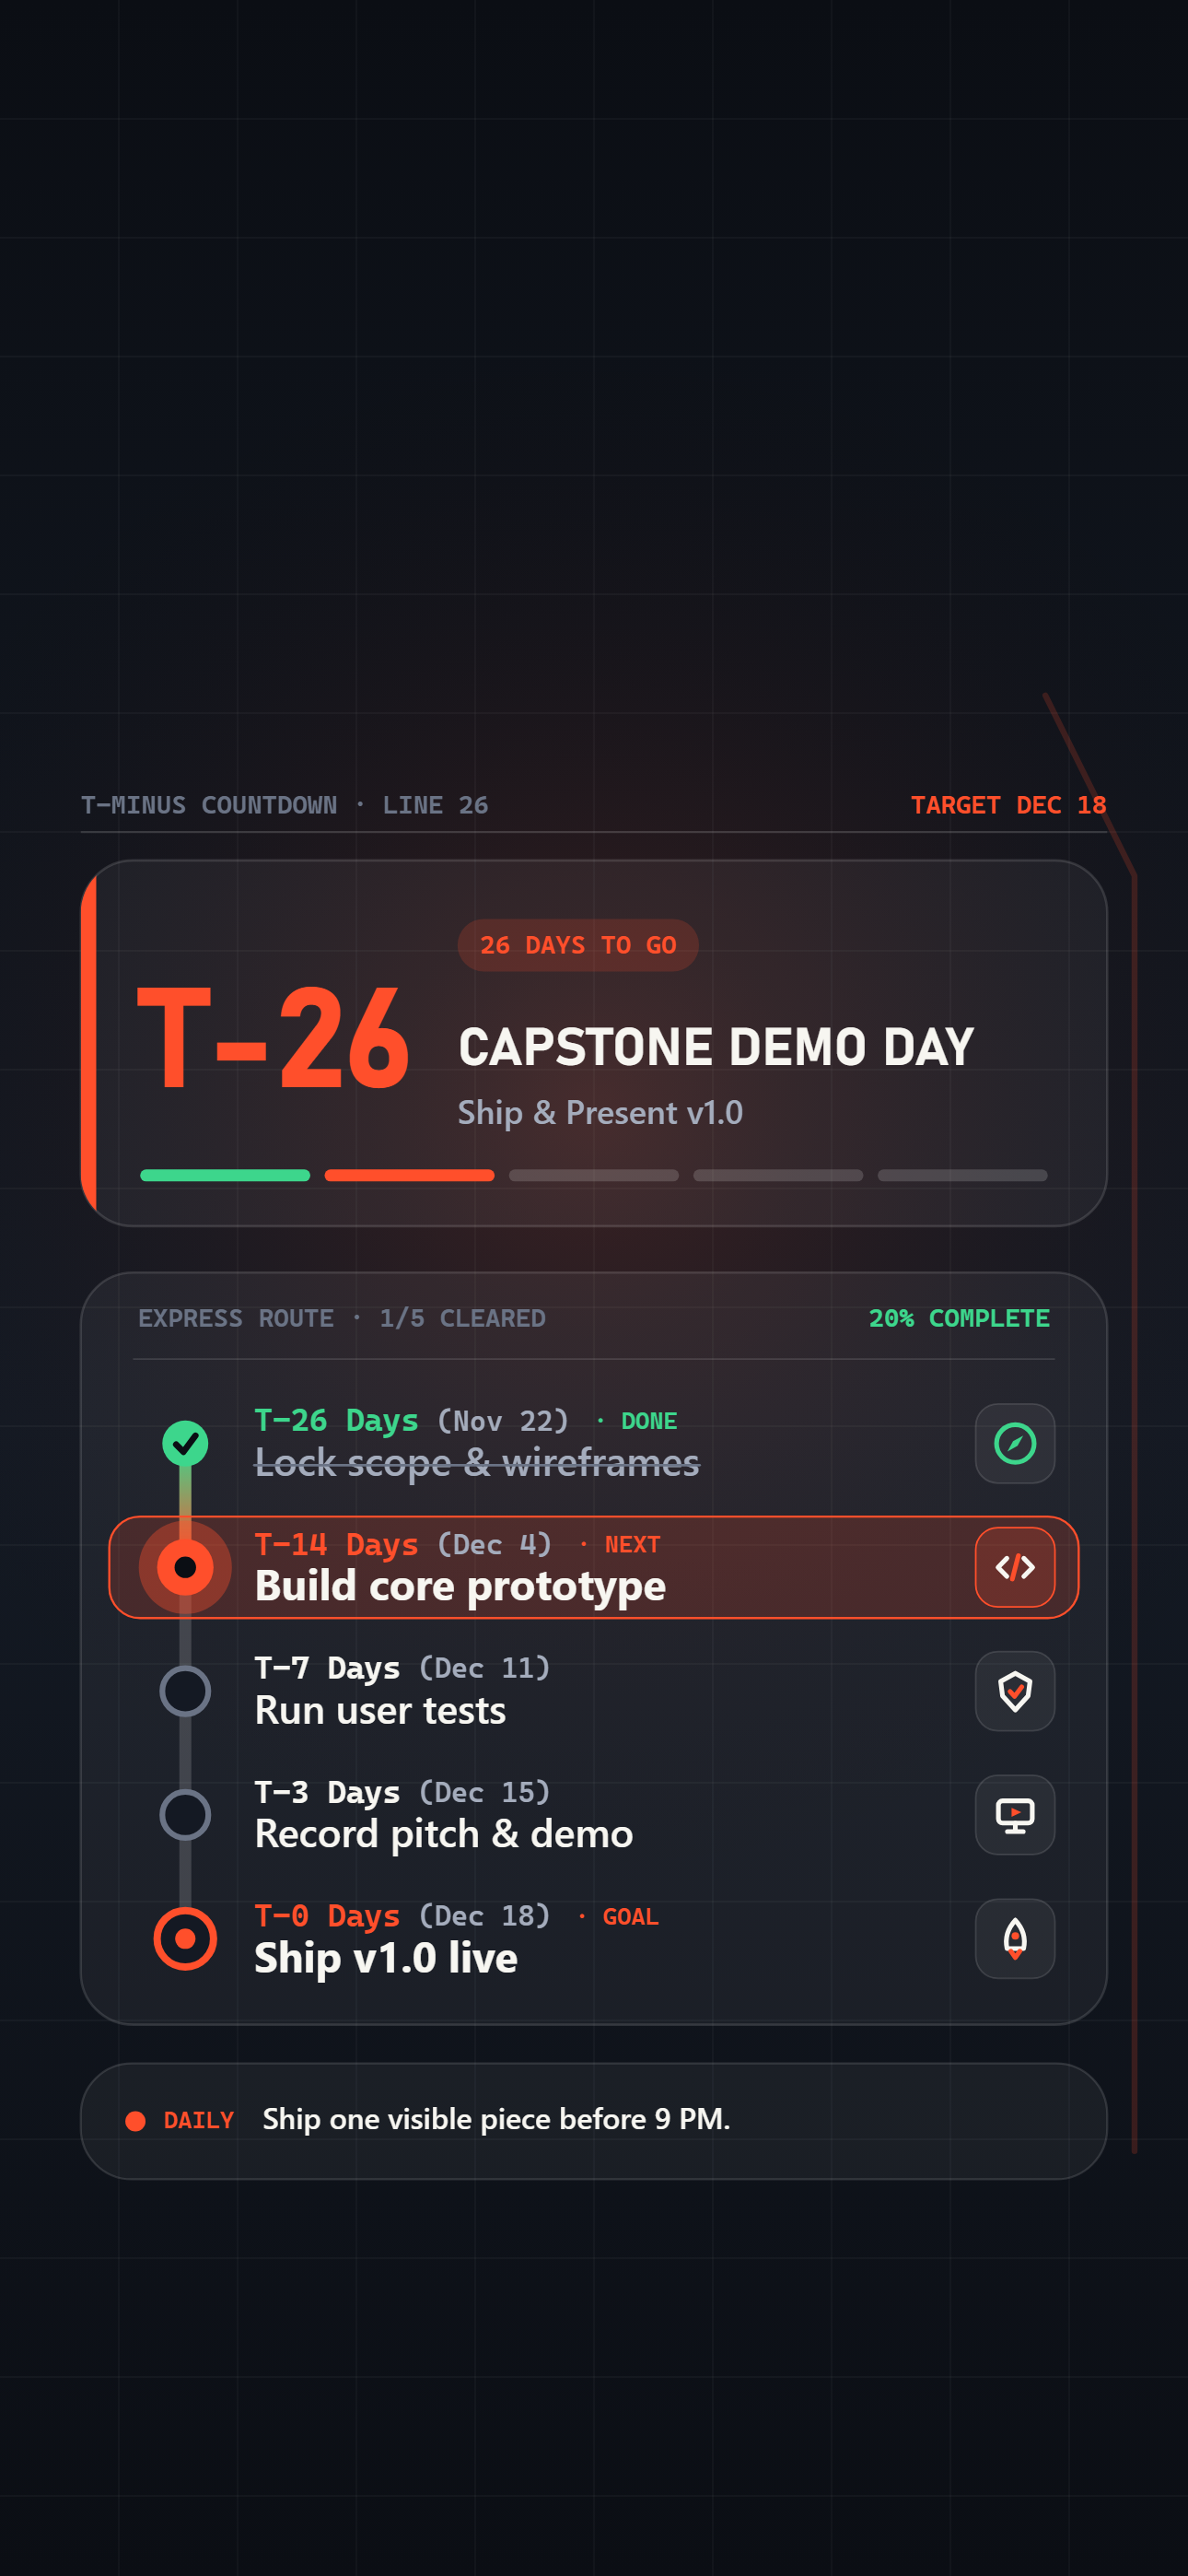 T-MINUS COUNTDOWN · LINE 26
TARGET DEC 18
26 DAYS TO GO
T-26
CAPSTONE DEMO DAY
Ship & Present v1.0
EXPRESS ROUTE · 1/5 CLEARED
20% COMPLETE
T-26 Days (Nov 22) · DONE
Lock scope & wireframes
T-14 Days (Dec 4) · NEXT
Build core prototype
T-7 Days (Dec 11)
Run user tests
T-3 Days (Dec 15)
Record pitch & demo
T-0 Days (Dec 18) · GOAL
Ship v1.0 live
DAILY Ship one visible piece before 9 PM.